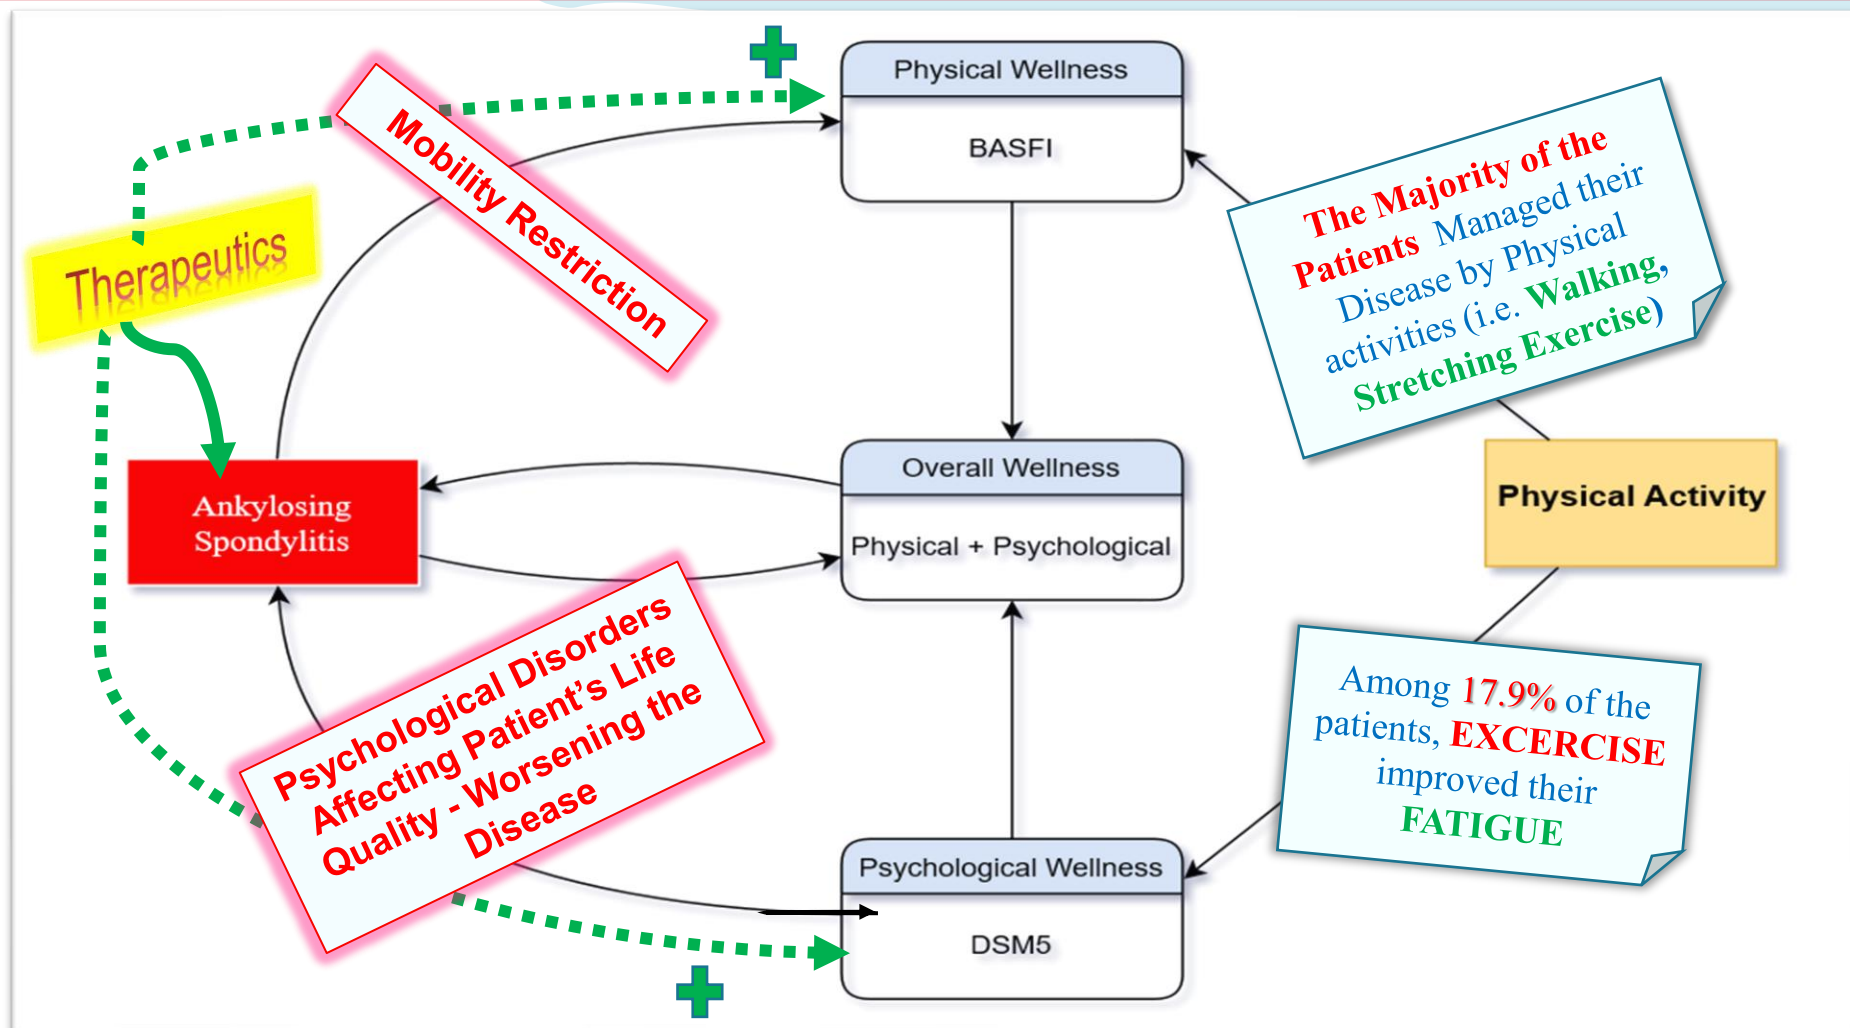 Physical Wellness
BASFI
Mobility Restriction
The Majority of the
Patients Managed their
Disease by Physical
activities (i.e. Walking,
Stretching Exercise)
Therapeutics
Ankylosing
Spondylitis
Overall Wellness
Physical + Psychological
Physical Activity
Psychological Disorders
Affecting Patient’s Life
Quality - Worsening the
Disease
Among 17.9% of the
patients, EXCERCISE
improved their
FATIGUE
Psychological Wellness
DSM5